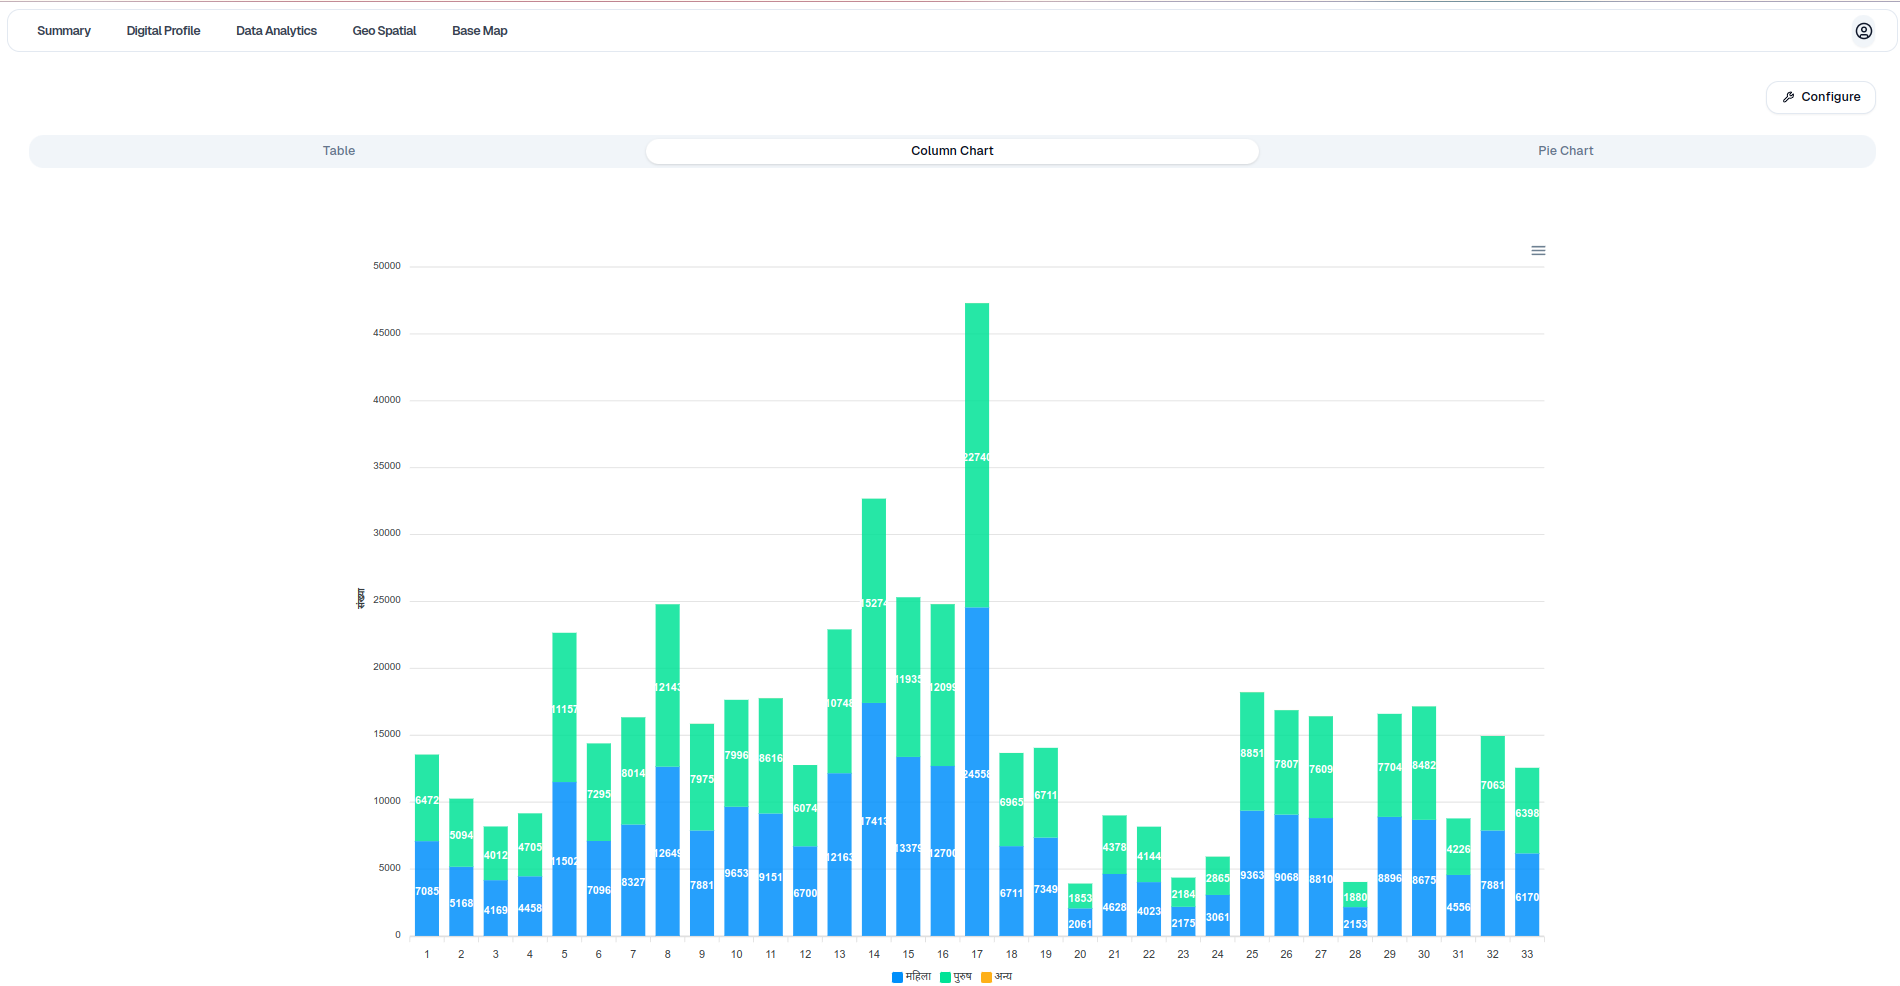 Summary Digital Profile Data Analytics Geo Spatial Base Map
Configure
Table Column Chart Pie Chart
50000
45000
40000
35000
30000
25000
20000
15000
10000
5000
0
संख्या
6472 5094 4012 4705 11157 7295 8014 12143 7975 7996 8616 6074 10748 15274 11935 12099 22740 6965 6711 1853 4378 4144 2184 2865 8851 7807 7609 1880 7704 8482 4226 7063 6398
7085 5168 4169 4458 11502 7096 8327 12649 7881 9653 9151 6700 12163 17413 13379 12700 24558 6711 7349 2061 4628 4023 2175 3061 9363 9068 8810 2153 8896 8675 4556 7881 6170
1 2 3 4 5 6 7 8 9 10 11 12 13 14 15 16 17 18 19 20 21 22 23 24 25 26 27 28 29 30 31 32 33
महिला पुरुष अन्य